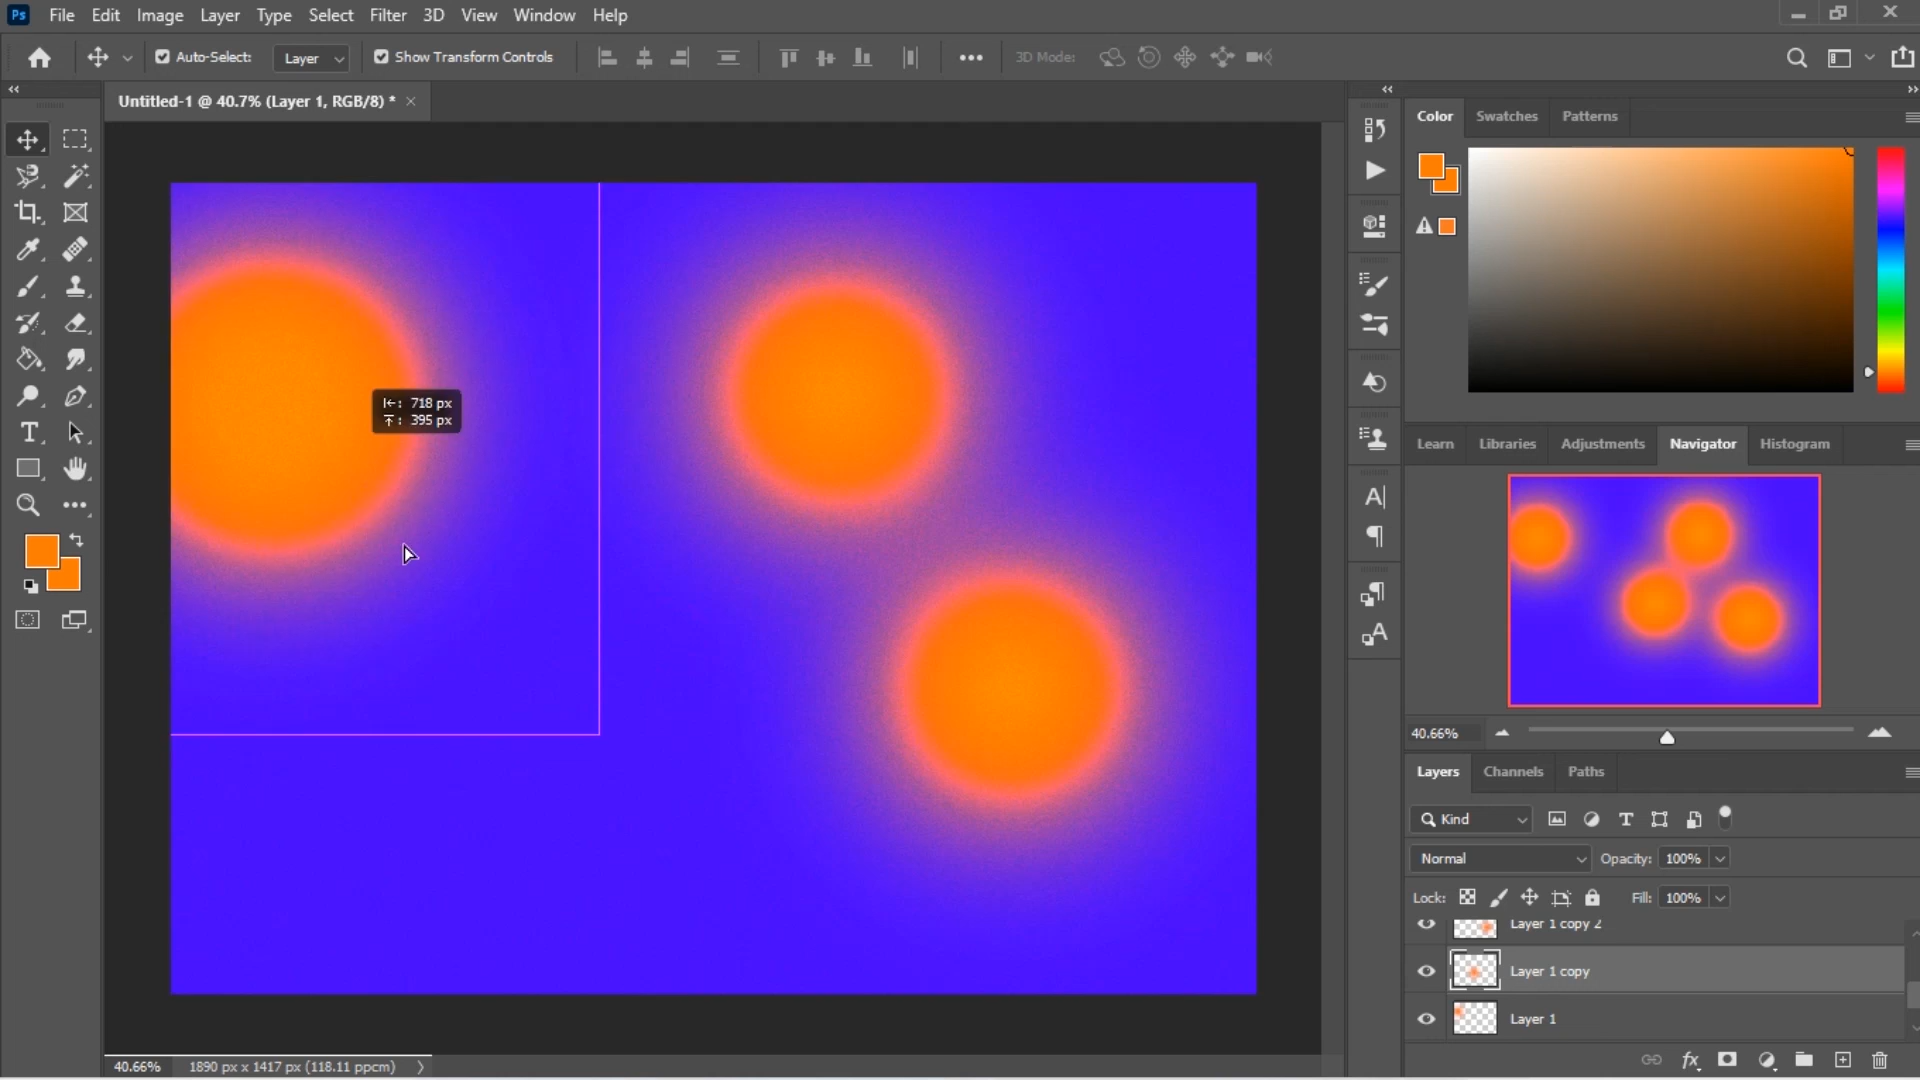 Ps File Edit Image Layer Type Select Filter 3D View Window Help
Auto-Select: Layer Show Transform Controls 3D Mode:
Untitled-1 @ 40.7% (Layer 1, RGB/8) *
Color Swatches Patterns
718 px
395 px
Learn Libraries Adjustments Navigator Histogram
40.66%
Layers Channels Paths
Kind
Normal Opacity: 100%
Lock: Fill: 100%
Layer 1 copy 2
Layer 1 copy
Layer 1
40.66% 1890 px x 1417 px (118.11 ppcm)